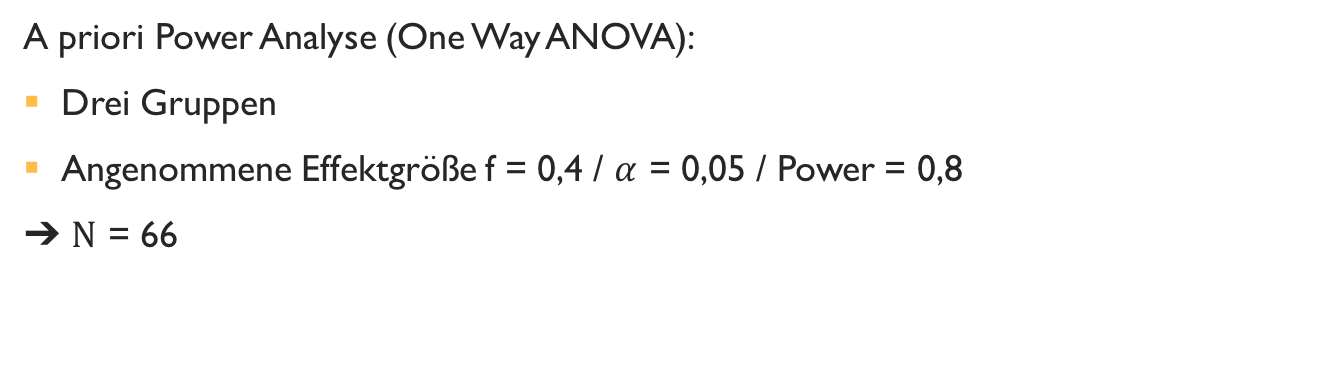 A priori Power Analyse (One Way ANOVA):
▪ Drei Gruppen
▪ Angenommene Effektgröße f = 0,4 / α = 0,05 / Power = 0,8
➔ N = 66